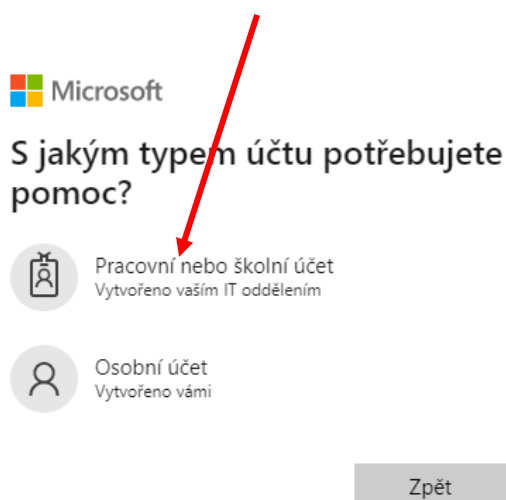 Microsoft
S jakým typem účtu potřebujete
pomoc?
Pracovní nebo školní účet
Vytvořeno vaším IT oddělením
Osobní účet
Vytvořeno vámi
Zpět